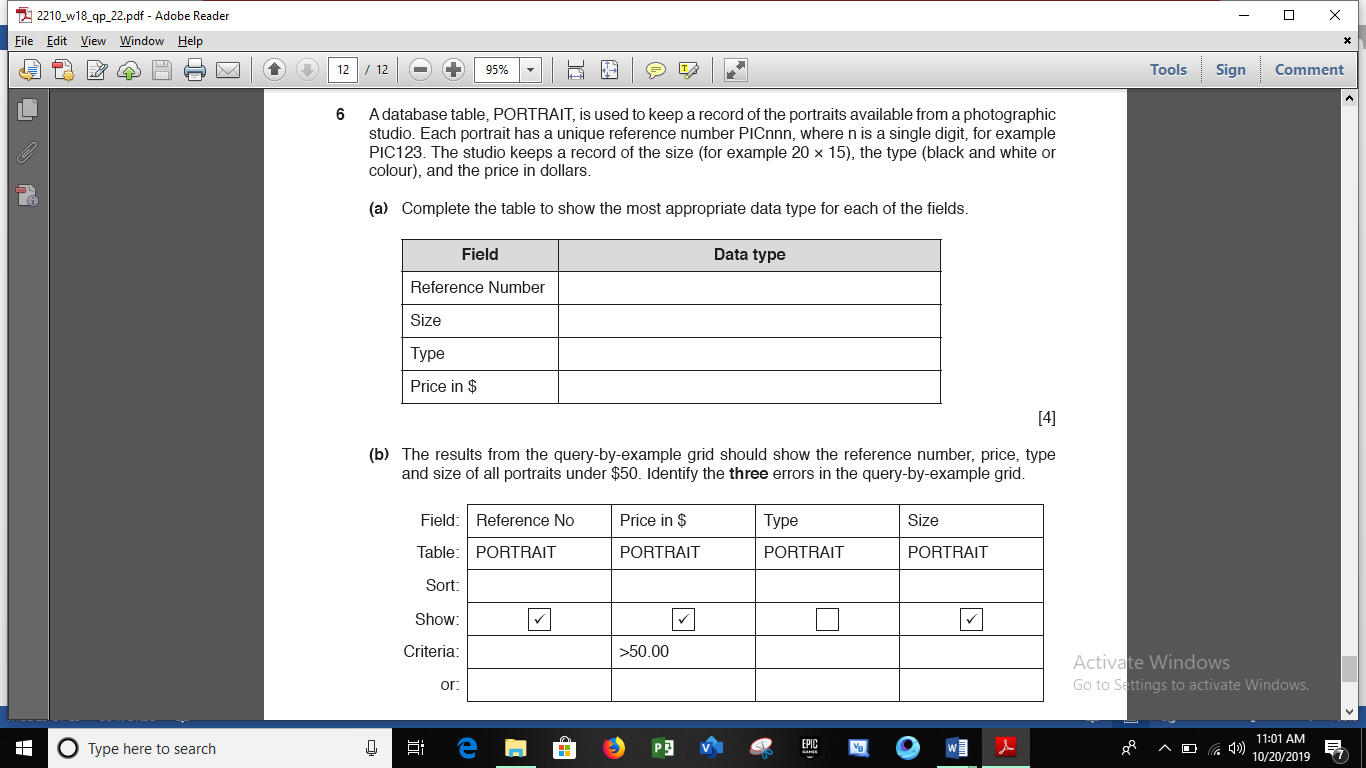 2210_w18_qp_22.pdf - Adobe Reader
File Edit View Window Help
12 / 12 95% Tools Sign Comment
6 A database table, PORTRAIT, is used to keep a record of the portraits available from a photographic
studio. Each portrait has a unique reference number PICnnn, where n is a single digit, for example
PIC123. The studio keeps a record of the size (for example 20 × 15), the type (black and white or
colour), and the price in dollars.
(a) Complete the table to show the most appropriate data type for each of the fields.
Field Data type
Reference Number
Size
Type
Price in $
[4]
(b) The results from the query-by-example grid should show the reference number, price, type
and size of all portraits under $50. Identify the three errors in the query-by-example grid.
Field: Reference No Price in $ Type Size
Table: PORTRAIT PORTRAIT PORTRAIT PORTRAIT
Sort:
Show:
Criteria: >50.00
or:
Activate Windows
Go to Settings to activate Windows.
Type here to search
EPIC
GAMES
11:01 AM
10/20/2019
7